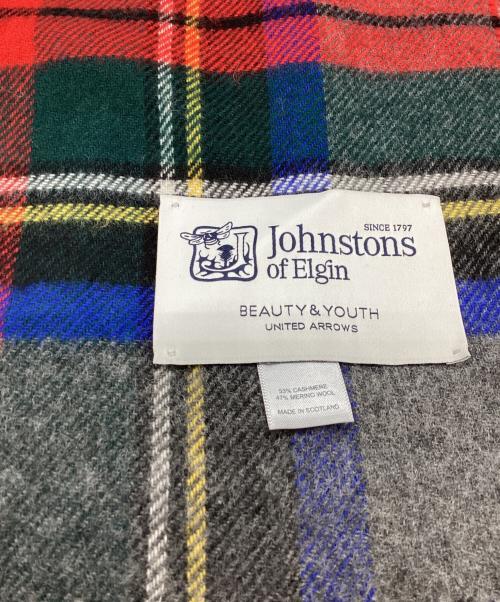 SINCE 1797
Johnstons
of Elgin
BEAUTY & YOUTH
UNITED ARROWS
53% CASHMERE
47% MERINO WOOL
MADE IN SCOTLAND